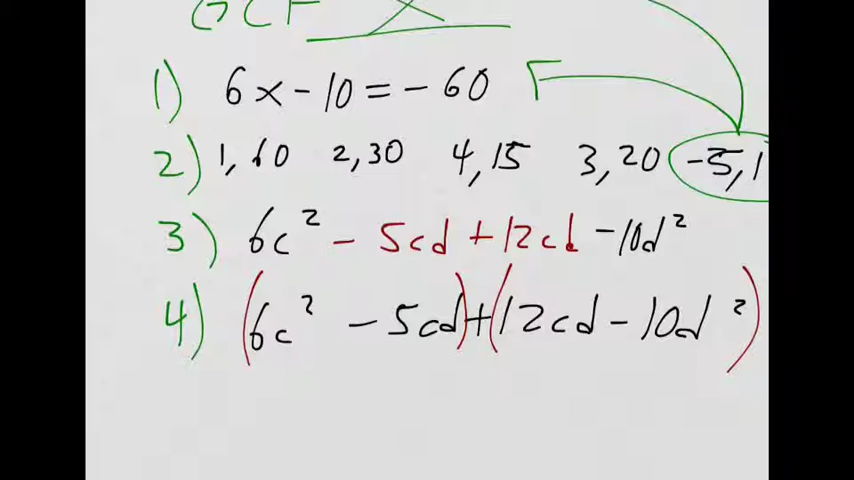 GCF
1) 6x-10=-60
2) 1,60 2,30 4,15 3,20 -5,1
3) 6c² - 5cd +12cd -10d²
4) (6c² - 5cd)+(12cd-10d²)